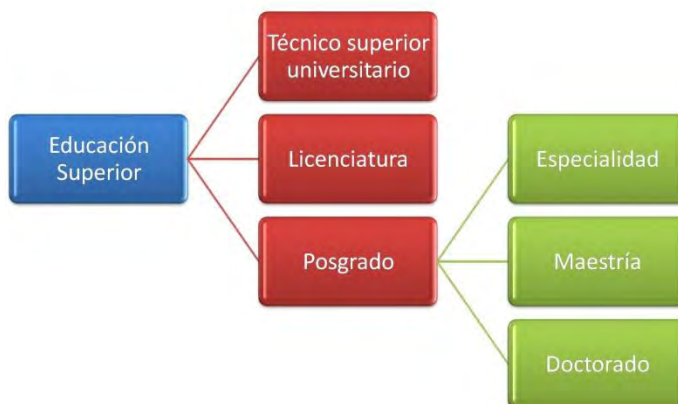 Técnico superior
universitario
Educación
Superior
Licenciatura
Posgrado
Especialidad
Maestría
Doctorado